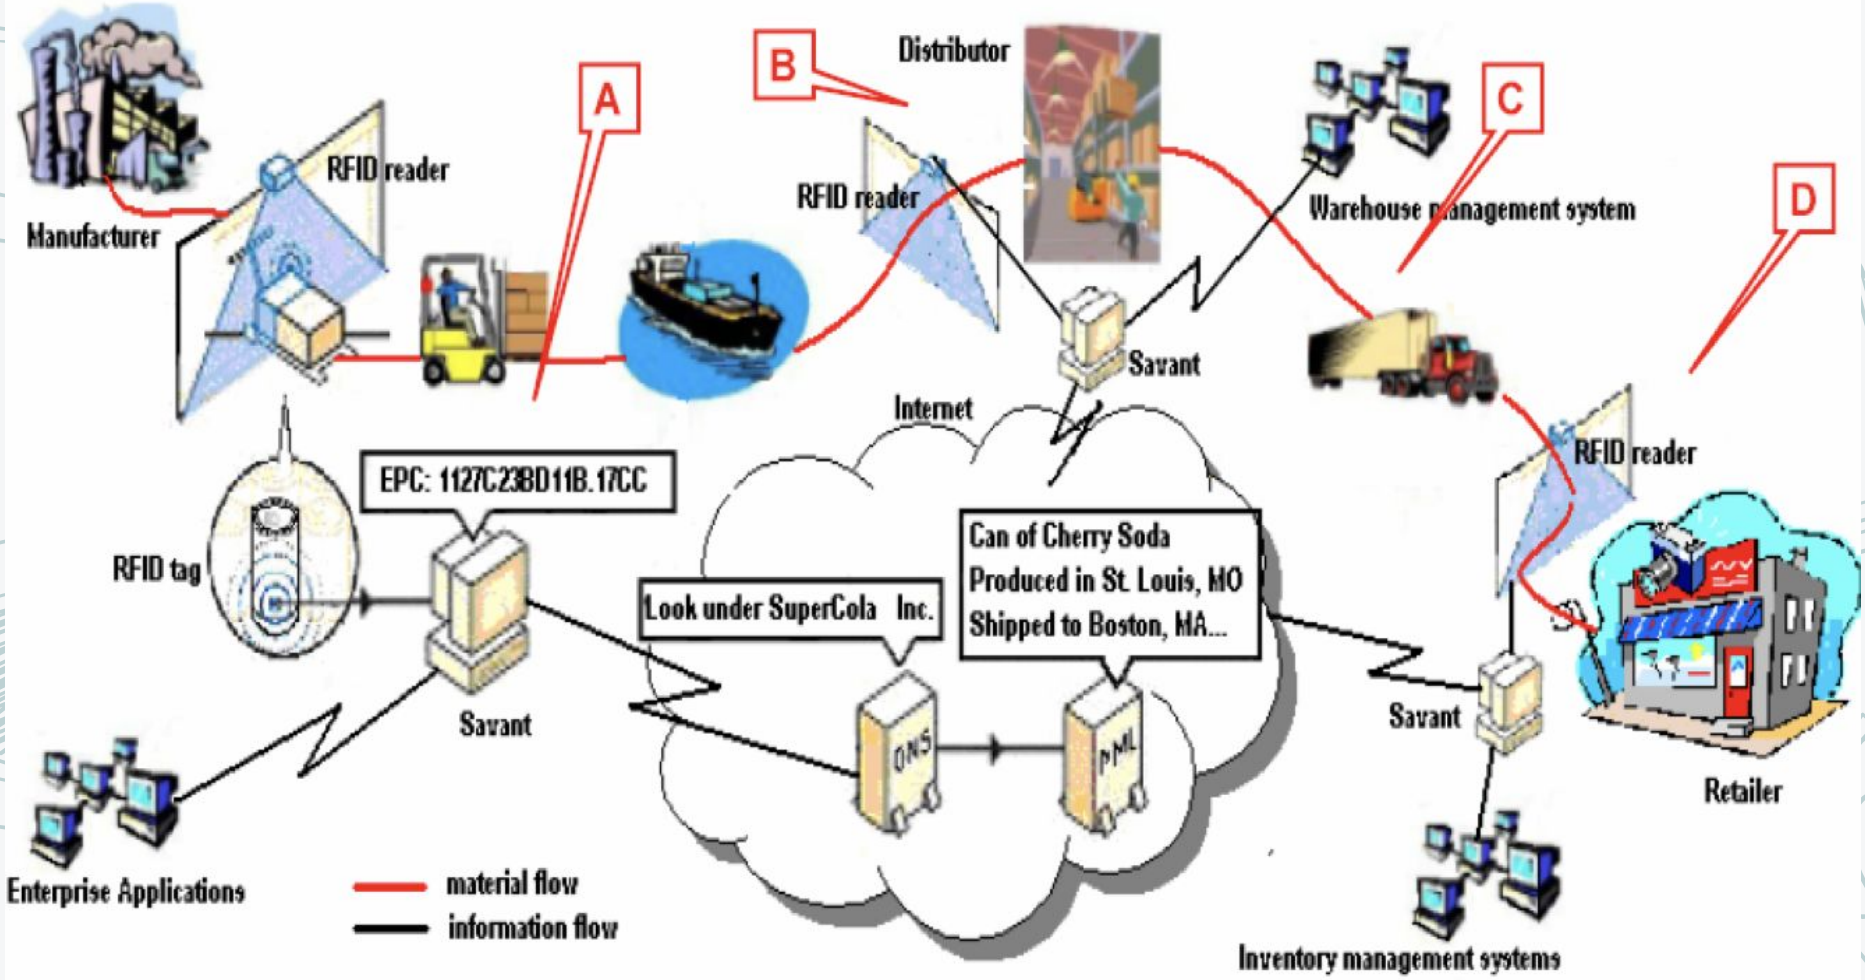 A
B
Distributor
C
RFID reader
RFID reader
Warehouse management system
D
Manufacturer
Savant
Internet
RFID reader
EPC: 1127C23BD11B.17CC
Can of Cherry Soda
Produced in St. Louis, MO
Shipped to Boston, MA...
RFID tag
Look under SuperCola Inc.
Savant
Savant
ONS
PML
Retailer
Enterprise Applications
material flow
information flow
Inventory management systems